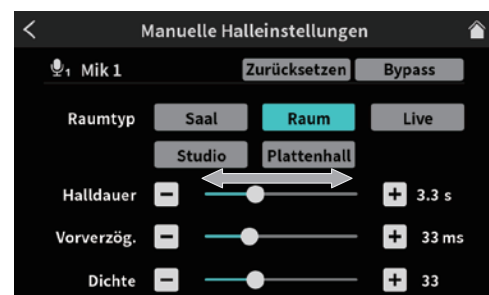 Manuelle Halleinstellungen
1 Mik 1 Zurücksetzen Bypass
Raumtyp Saal Raum Live
Studio Plattenhall
Halldauer − + 3.3 s
Vorverzög. − + 33 ms
Dichte − + 33